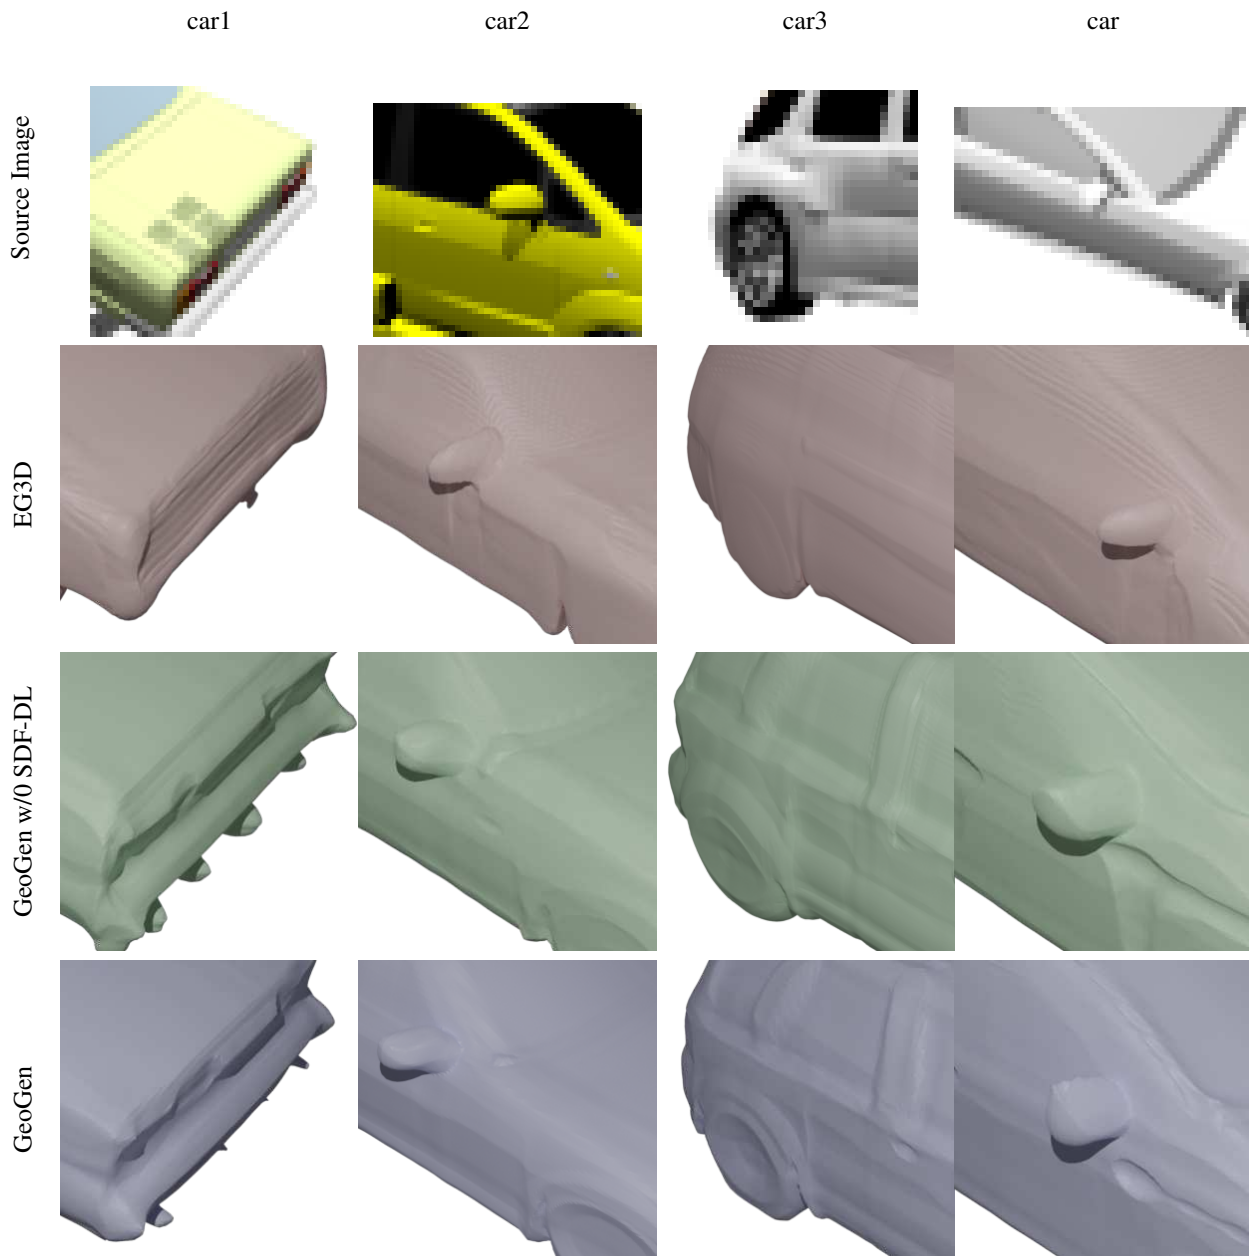 car1 car2 car3 car
Source Image
EG3D
GeoGen w/0 SDF-DL
GeoGen